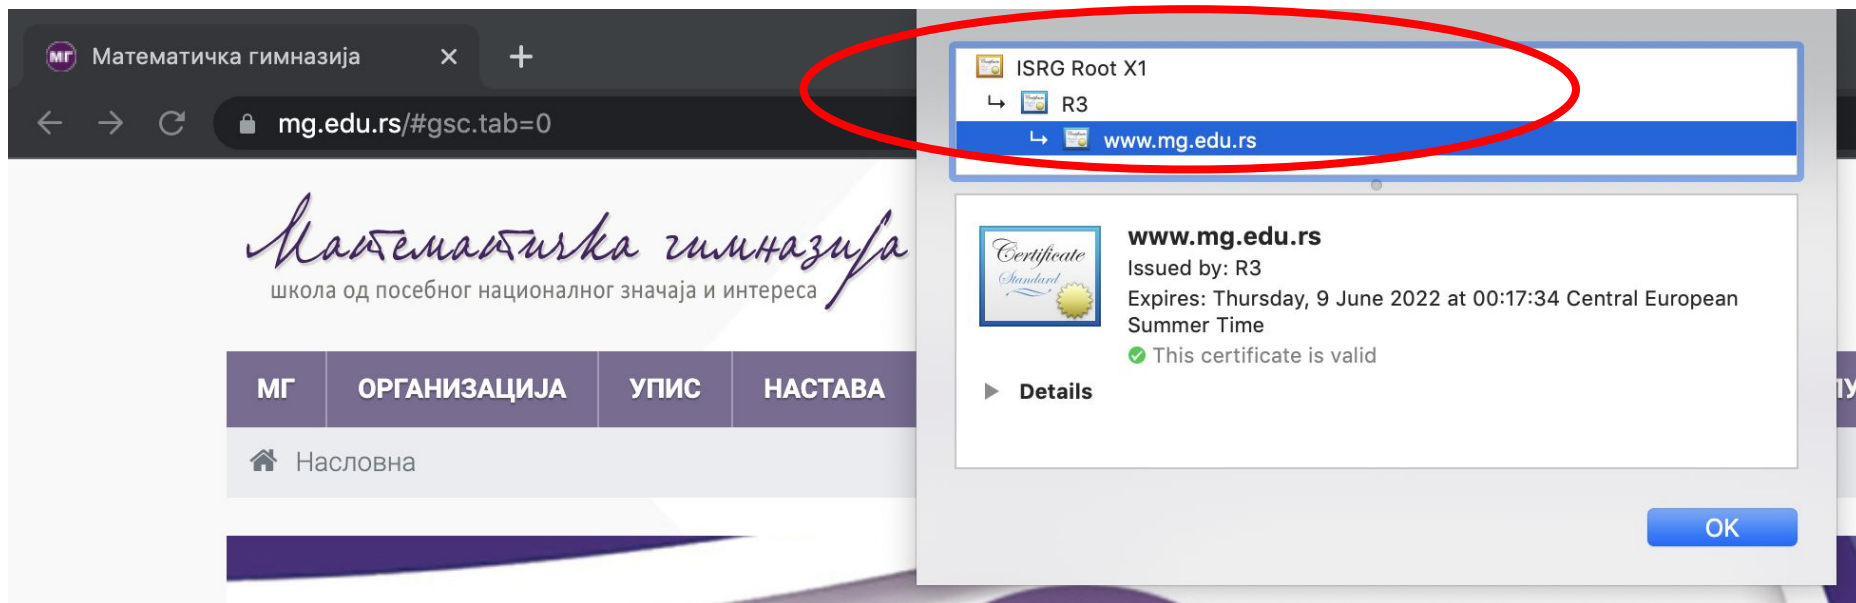 МГ Математичка гимназија
mg.edu.rs/#gsc.tab=0
Математичка гимназија
школа од посебног националног значаја и интереса
МГ ОРГАНИЗАЦИЈА УПИС НАСТАВА
Насловна
ISRG Root X1
R3
www.mg.edu.rs
Certificate
Standard
www.mg.edu.rs
Issued by: R3
Expires: Thursday, 9 June 2022 at 00:17:34 Central European
Summer Time
This certificate is valid
Details
OK